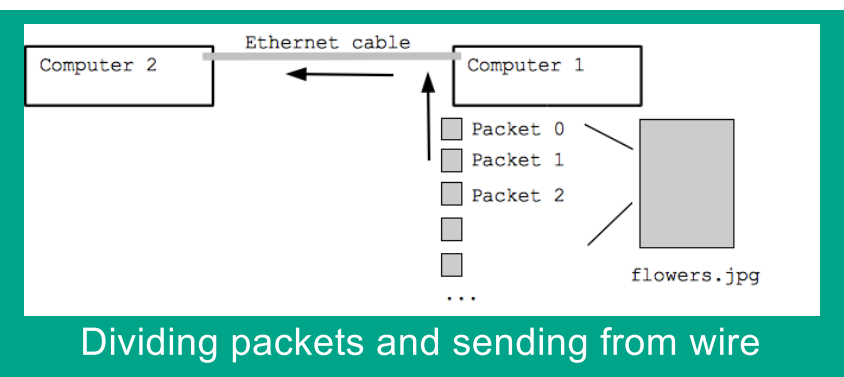 Ethernet cable
Computer 2
Computer 1
Packet 0
Packet 1
Packet 2
...
flowers.jpg
Dividing packets and sending from wire